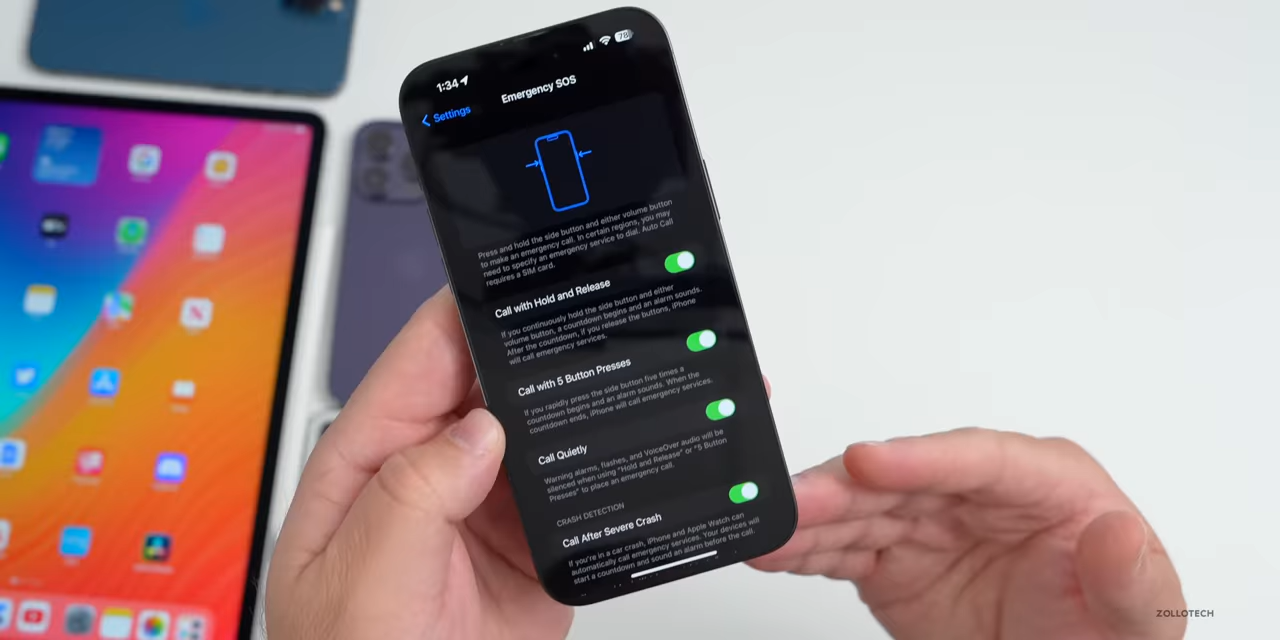 1:34
78
Settings
Emergency SOS
Press and hold the side button and either volume button
to make an emergency call. In certain regions, you may
need to specify an emergency service to dial. Auto Call
requires a SIM card.
Call with Hold and Release
If you continuously hold the side button and either
volume button, a countdown begins and an alarm sounds.
After the countdown, if you release the buttons, iPhone
will call emergency services.
Call with 5 Button Presses
If you rapidly press the side button five times a
countdown begins and an alarm sounds. When the
countdown ends, iPhone will call emergency services.
Call Quietly
Warning alarms, flashes, and VoiceOver audio will be
silenced when using "Hold and Release" or "5 Button
Presses" to place an emergency call.
CRASH DETECTION
Call After Severe Crash
If you're in a car crash, iPhone and Apple Watch can
automatically call emergency services. Your devices will
start a countdown and sound an alarm before the call.
ZOLLOTECH